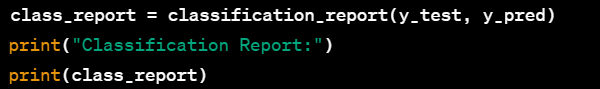 class_report = classification_report(y_test, y_pred)
print("Classification Report:")
print(class_report)